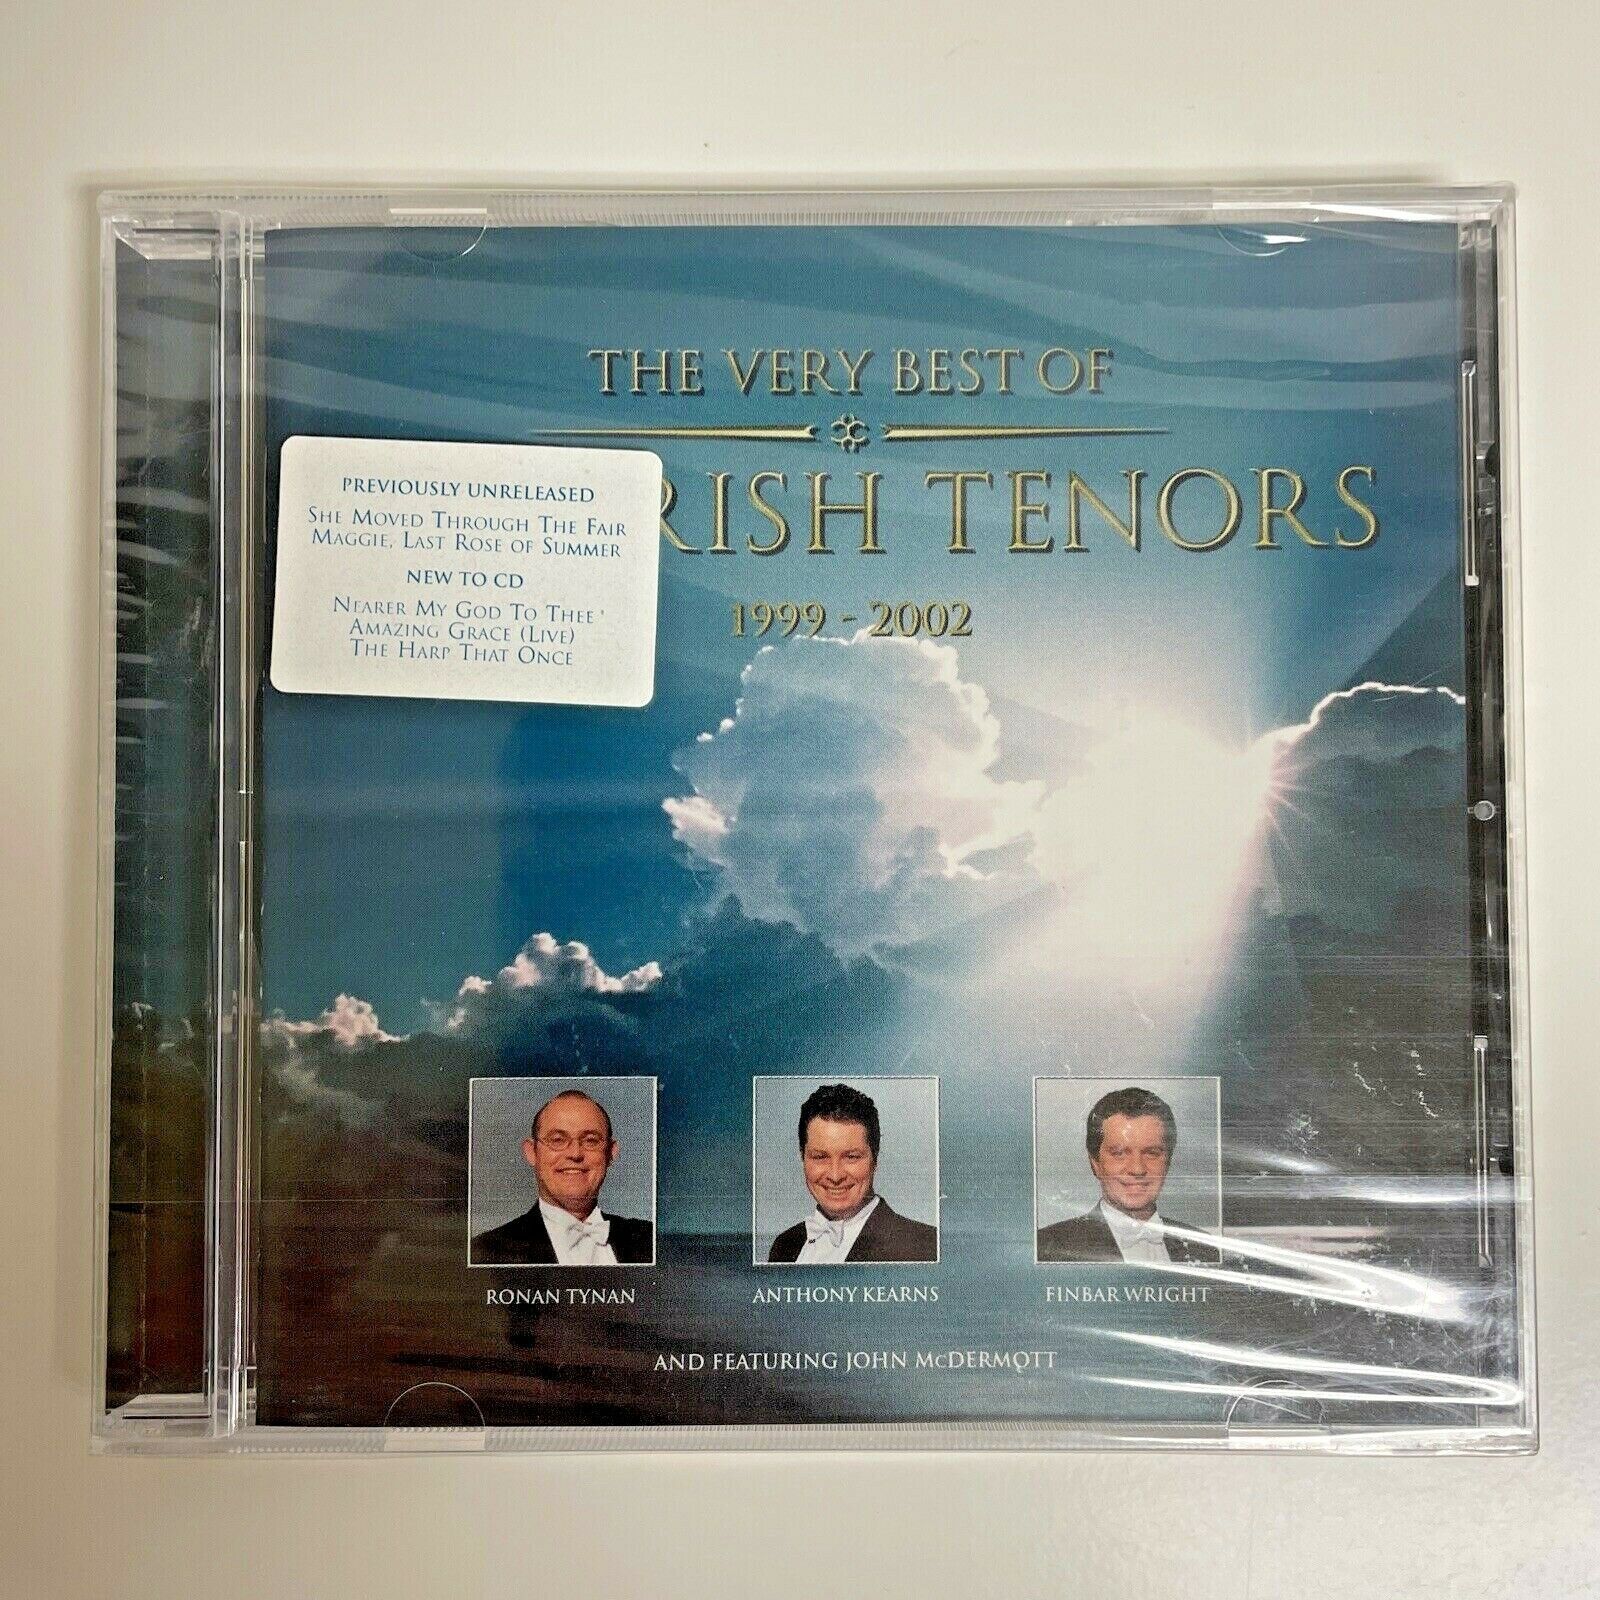 THE VERY BEST OF
RISH TENORS
1999 - 2002
PREVIOUSLY UNRELEASED
SHE MOVED THROUGH THE FAIR
MAGGIE, LAST ROSE OF SUMMER
NEW TO CD
NEARER MY GOD TO THEE
AMAZING GRACE (LIVE)
THE HARP THAT ONCE
RONAN TYNAN
ANTHONY KEARNS
FINBAR WRIGHT
AND FEATURING JOHN McDERMOTT